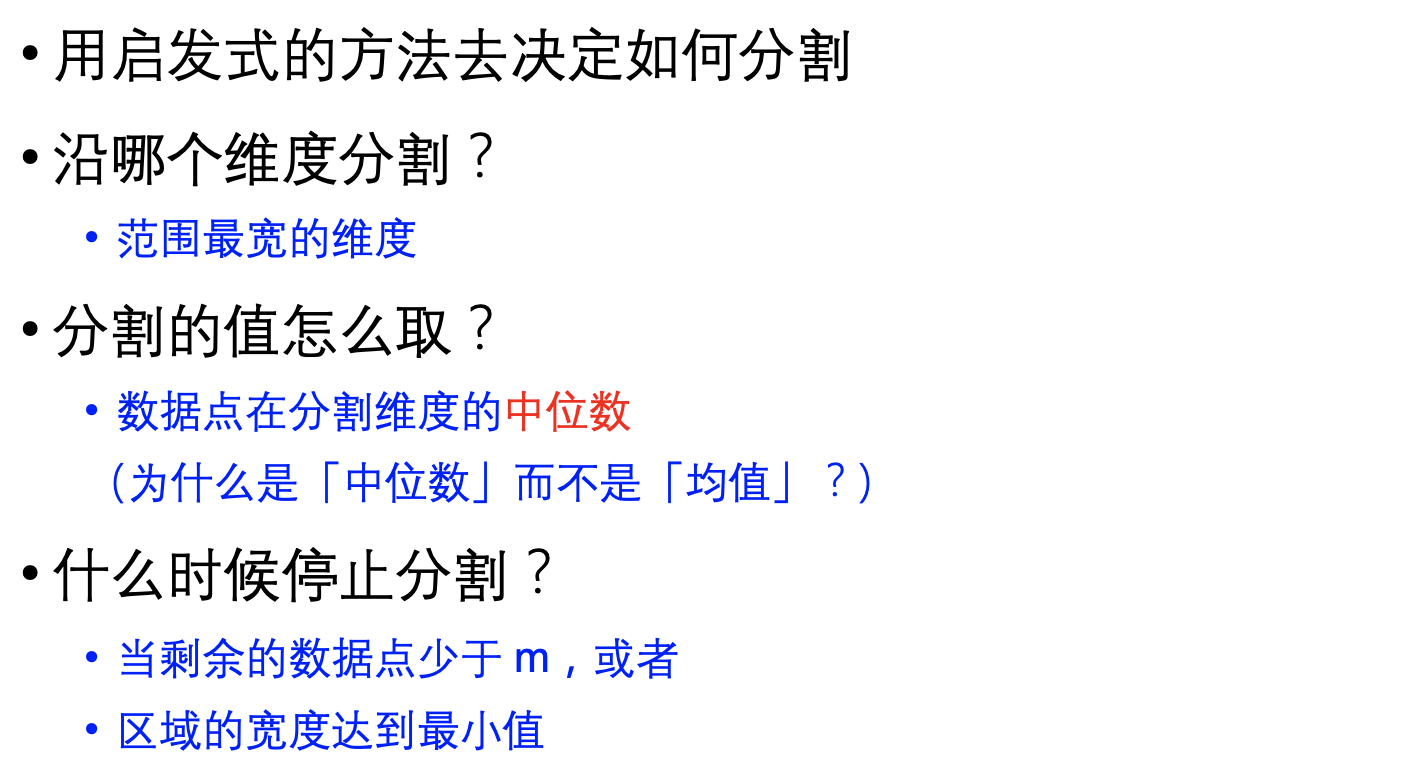 • 用启发式的方法去决定如何分割
• 沿哪个维度分割？
• 范围最宽的维度
• 分割的值怎么取？
• 数据点在分割维度的中位数
（为什么是「中位数」而不是「均值」？）
• 什么时候停止分割？
• 当剩余的数据点少于 m，或者
• 区域的宽度达到最小值